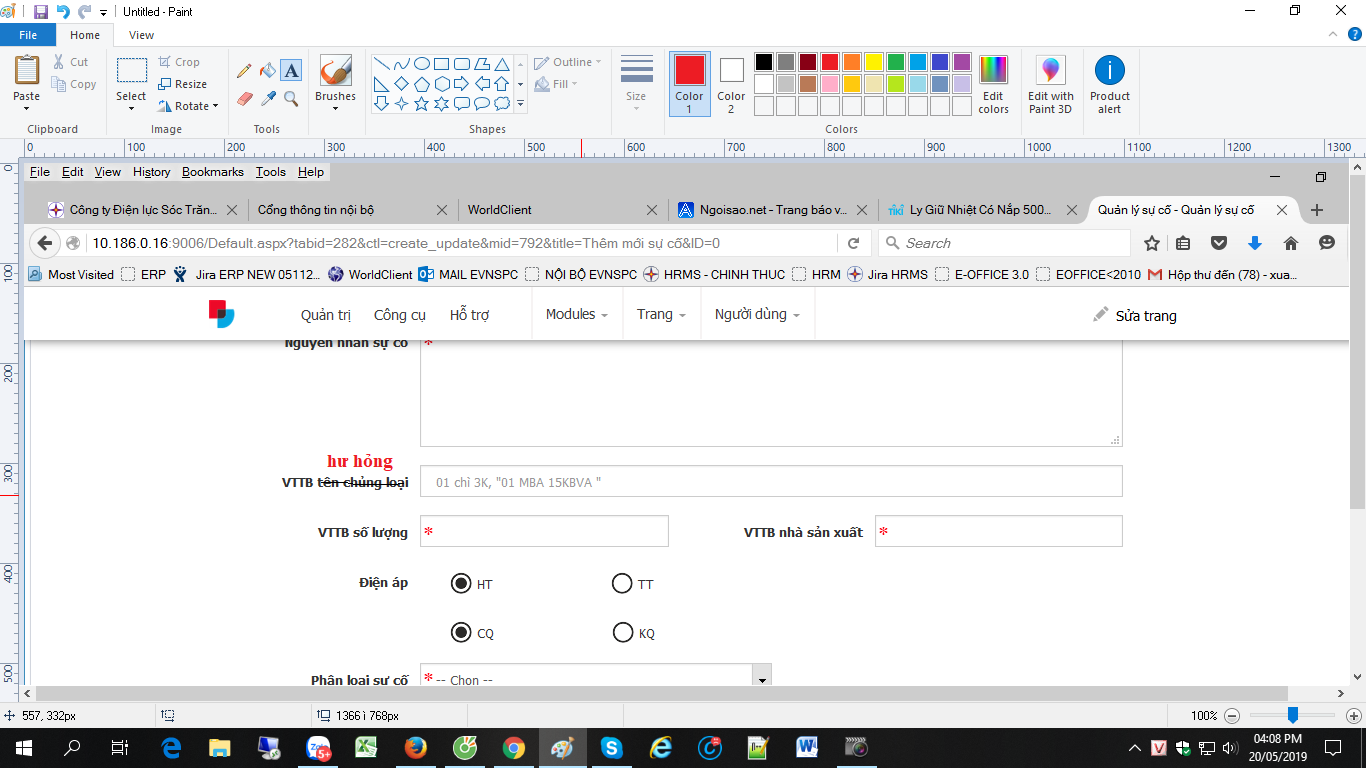 Untitled - Paint
File Home View
Paste Cut Copy
Clipboard
Select Crop Resize Rotate
Image
A
Tools
Brushes
Outline Fill
Shapes
Size
Color 1 Color 2
Edit colors
Colors
Edit with Paint 3D
Product alert
0 100 200 300 400 500 600 700 800 900 1000 1100 1200 1300
0
100
200
300
400
500
File Edit View History Bookmarks Tools Help
Công ty Điện lực Sóc Trăn... Cổng thông tin nội bộ WorldClient Ngoisao.net - Trang báo v... TIKI Ly Giữ Nhiệt Có Nắp 500... Quản lý sự cố - Quản lý sự cố
10.186.0.16:9006/Default.aspx?tabid=282&ctl=create_update&mid=792&title=Thêm mới sự cố&ID=0 Search
Most Visited ERP Jira ERP NEW 05112... WorldClient MAIL EVNSPC NỘI BỘ EVNSPC HRMS - CHINH THUC HRM Jira HRMS E-OFFICE 3.0 EOFFICE<2010 Hộp thư đến (78) - xua...
Quản trị Công cụ Hỗ trợ Modules Trang Người dùng Sửa trang
Nguyên nhân sự cố *
hư hỏng
VTTB tên chủng loại 01 chì 3K, "01 MBA 15KBVA "
VTTB số lượng * VTTB nhà sản xuất *
Điện áp HT TT
CQ KQ
Phân loại sự cố * -- Chọn --
557, 332px 1366 ì 768px 100%
Zalo 5+
V 04:08 PM
20/05/2019